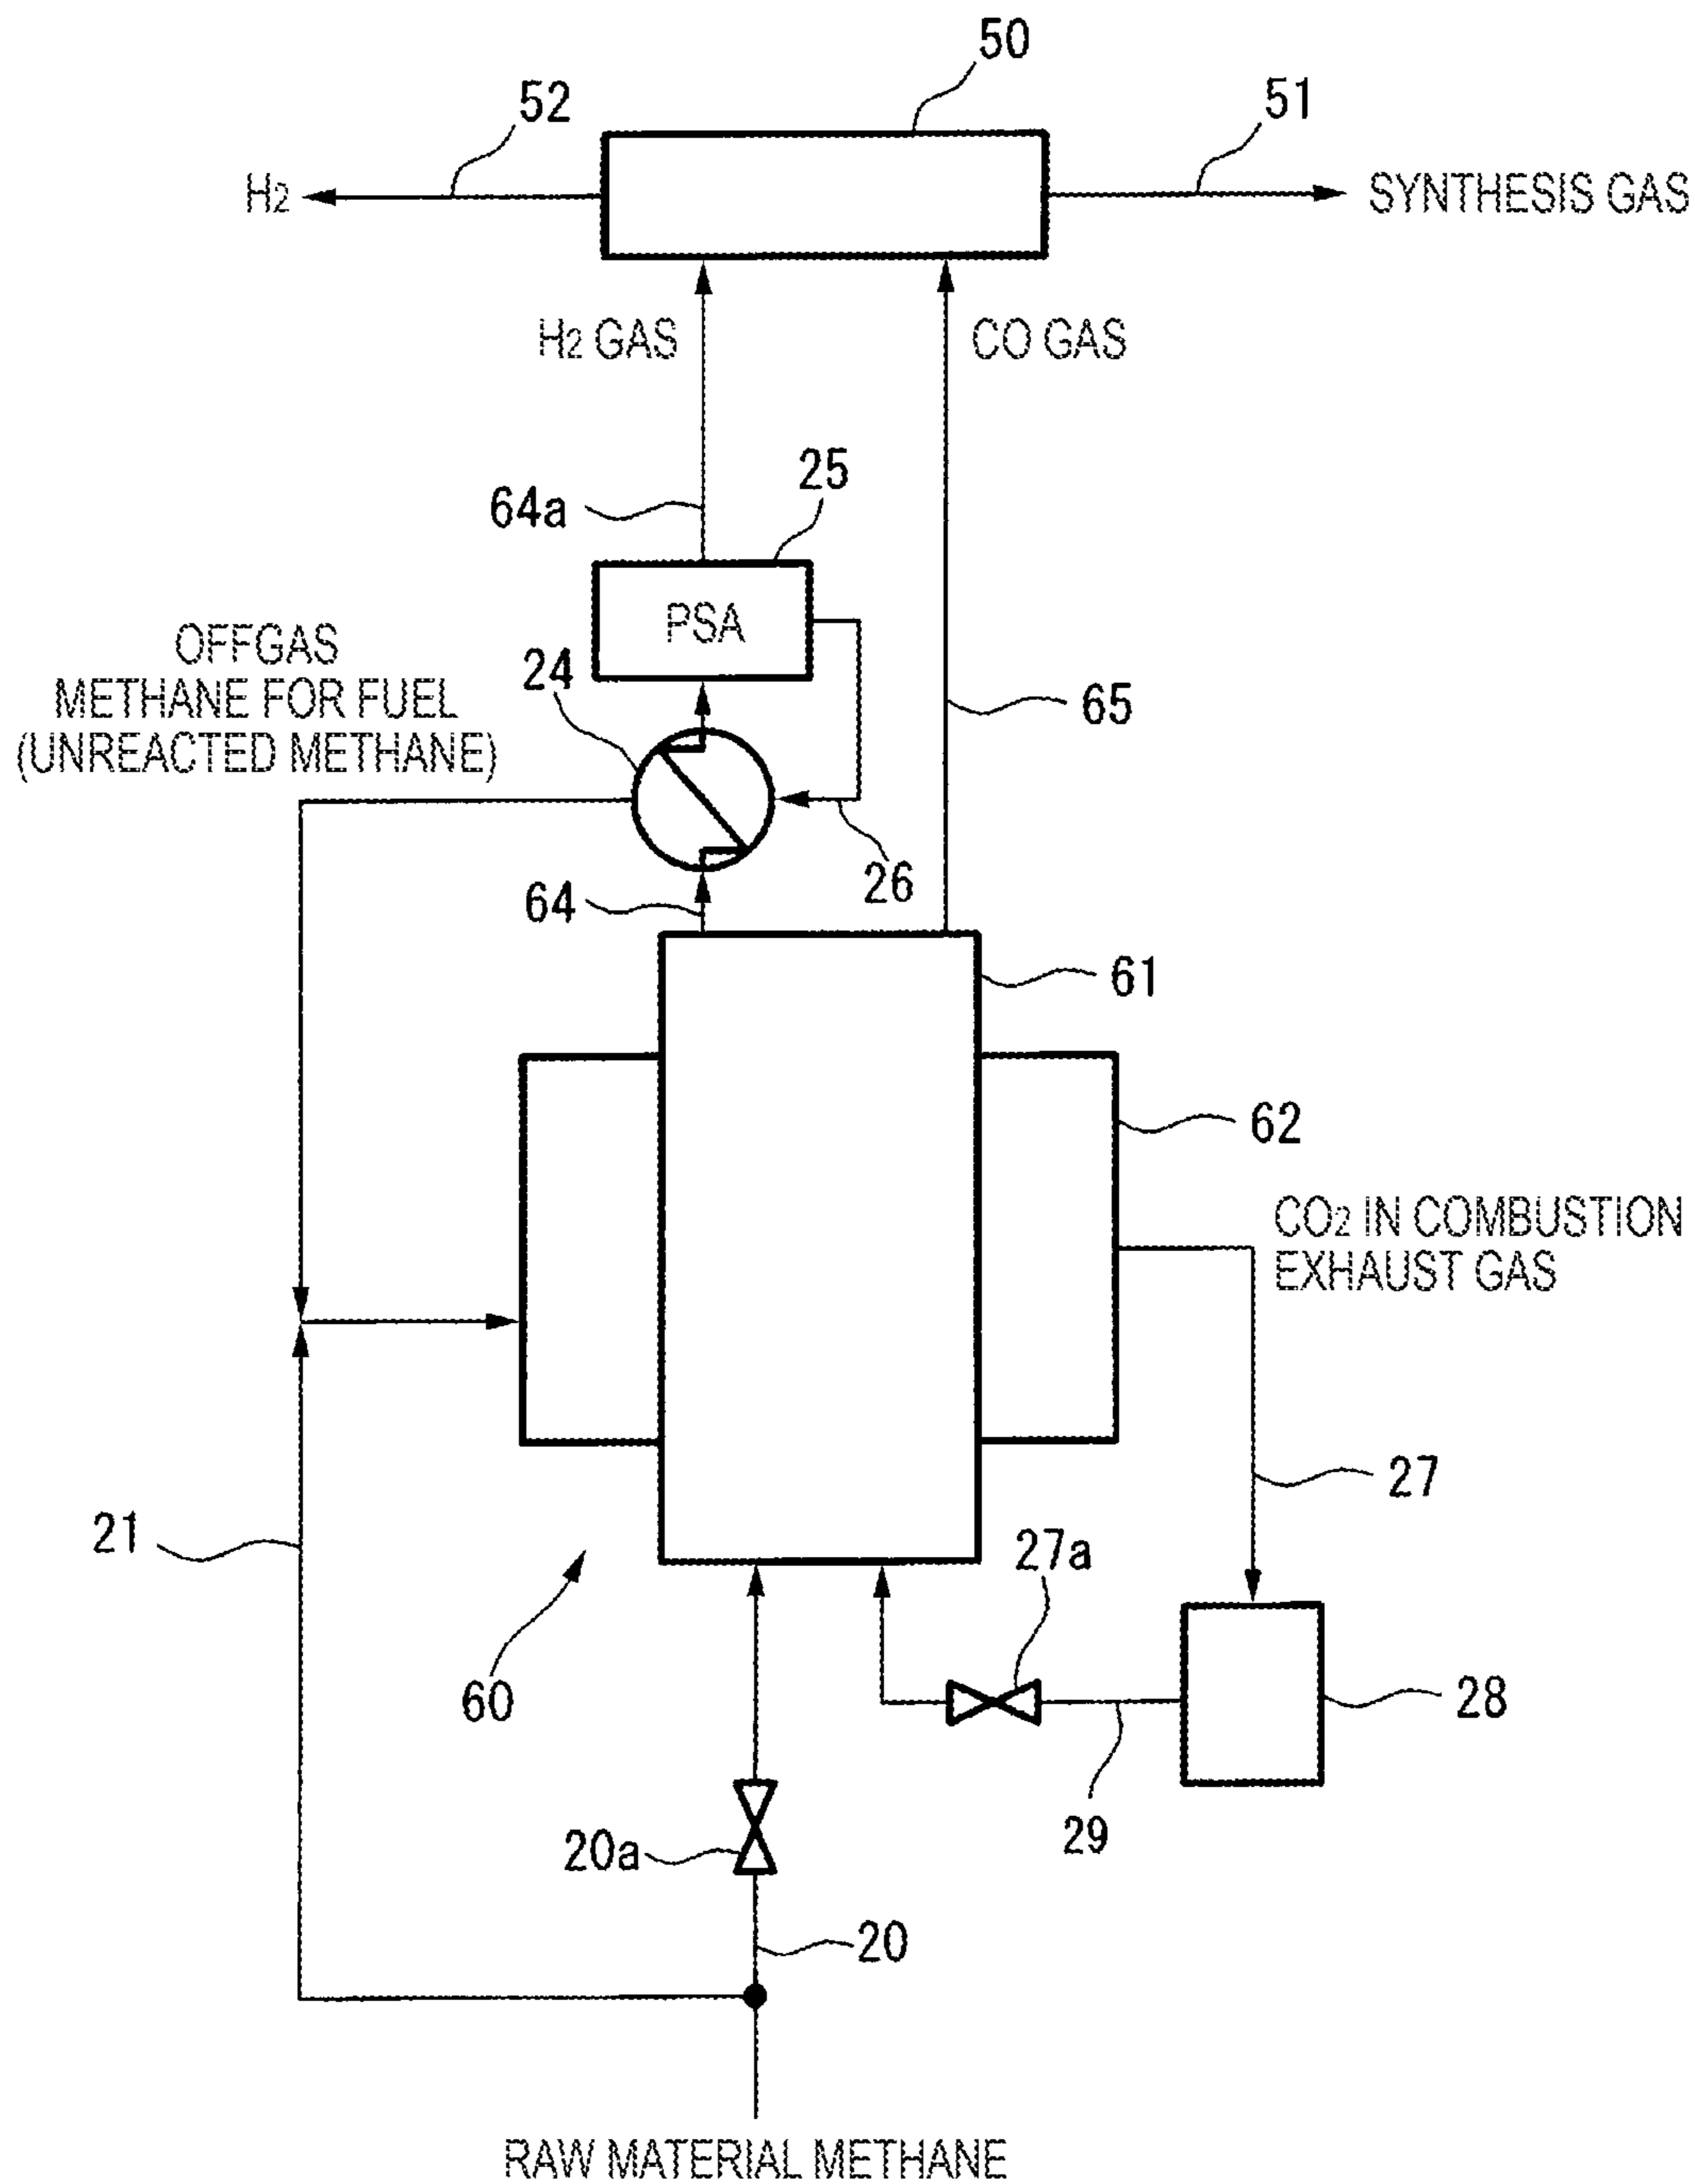 50
52
51
H2
SYNTHESIS GAS
H2 GAS
CO GAS
25
64a
PSA
OFFGAS
METHANE FOR FUEL
(UNREACTED METHANE)
24
65
26
64
61
62
CO2 IN COMBUSTION
EXHAUST GAS
27
21
27a
60
28
29
20a
20
RAW MATERIAL METHANE